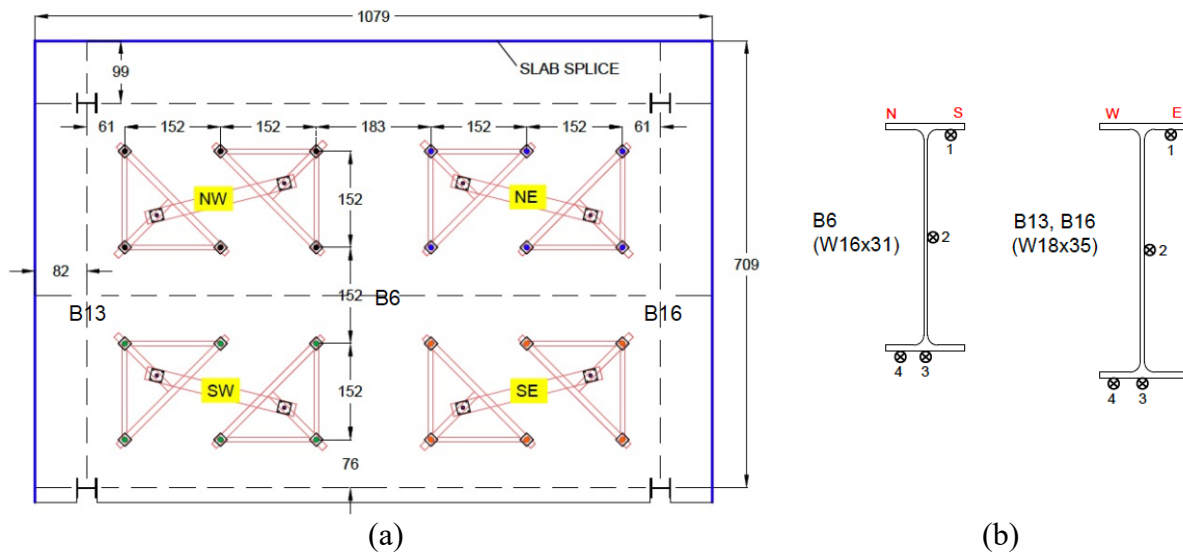 1079
99
SLAB SPLICE
61 152 152 183 152 152 61
NW
NE
152
82
B13
B6
B16
152
709
SW
SE
152
76
(a)
N S
1
2
B6
(W16x31)
4 3
W E
1
2
B13, B16
(W18x35)
4 3
(b)